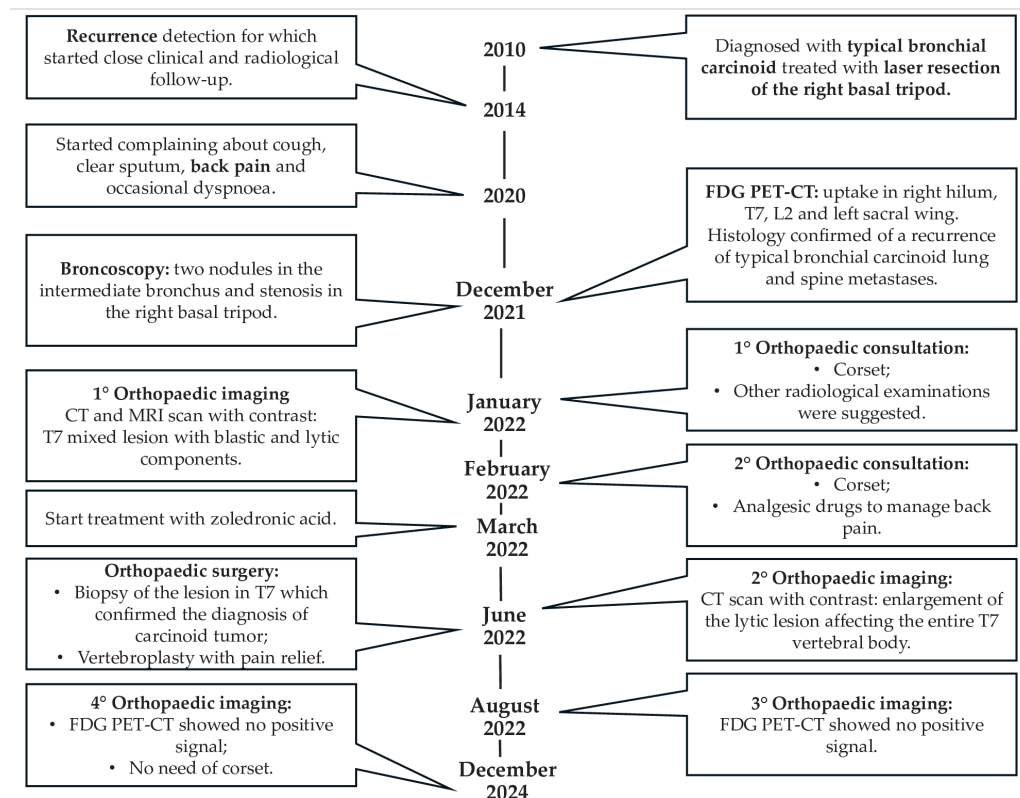 Recurrence detection for which
started close clinical and radiological
follow-up.
2010
Diagnosed with typical bronchial
carcinoid treated with laser resection
of the right basal tripod.
2014
Started complaining about cough,
clear sputum, back pain and
occasional dyspnoea.
2020
FDG PET-CT: uptake in right hilum,
T7, L2 and left sacral wing.
Histology confirmed of a recurrence
of typical bronchial carcinoid lung
and spine metastases.
Broncoscopy: two nodules in the
intermediate bronchus and stenosis in
the right basal tripod.
December
2021
1° Orthopaedic consultation:
• Corset;
• Other radiological examinations
were suggested.
1° Orthopaedic imaging
CT and MRI scan with contrast:
T7 mixed lesion with blastic and lytic
components.
January
2022
2° Orthopaedic consultation:
• Corset;
• Analgesic drugs to manage back
pain.
February
2022
Start treatment with zoledronic acid.
March
2022
Orthopaedic surgery:
• Biopsy of the lesion in T7 which
confirmed the diagnosis of
carcinoid tumor;
• Vertebroplasty with pain relief.
June
2022
2° Orthopaedic imaging:
CT scan with contrast: enlargement of
the lytic lesion affecting the entire T7
vertebral body.
4° Orthopaedic imaging:
• FDG PET-CT showed no positive
signal;
• No need of corset.
August
2022
3° Orthopaedic imaging:
FDG PET-CT showed no positive
signal.
December
2024